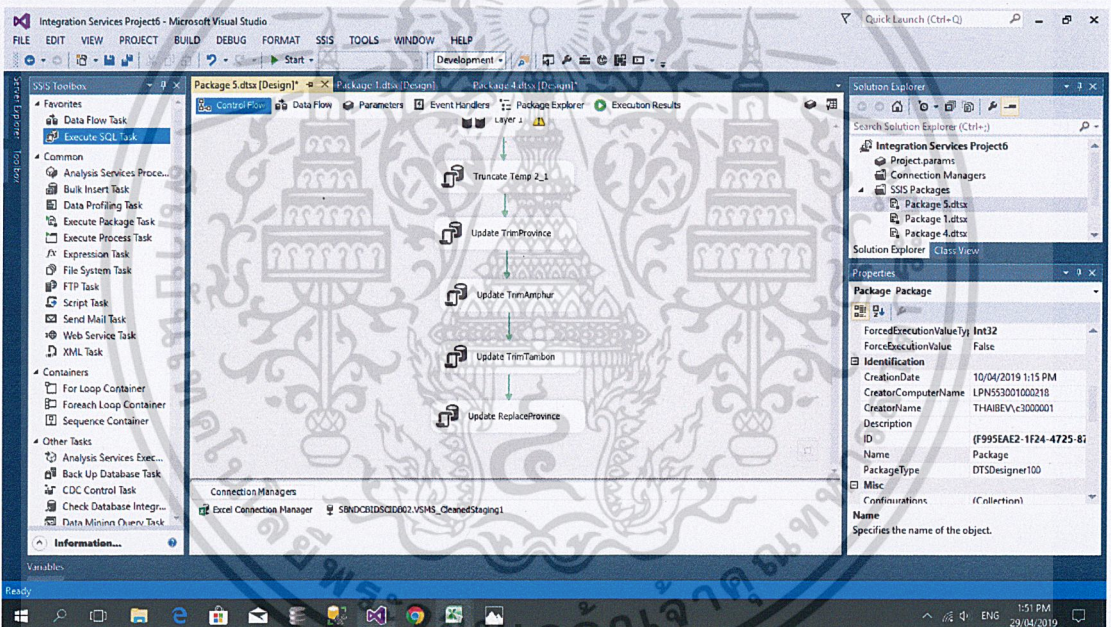 Integration Services Project6 - Microsoft Visual Studio
Quick Launch (Ctrl+Q)
FILE EDIT VIEW PROJECT BUILD DEBUG FORMAT SSIS TOOLS WINDOW HELP
Start
Development
Server Explorer
Toolbox
SSIS Toolbox
Favorites
Data Flow Task
Execute SQL Task
Common
Analysis Services Proce...
Bulk Insert Task
Data Profiling Task
Execute Package Task
Execute Process Task
Expression Task
File System Task
FTP Task
Script Task
Send Mail Task
Web Service Task
XML Task
Containers
For Loop Container
Foreach Loop Container
Sequence Container
Other Tasks
Analysis Services Exec...
Back Up Database Task
CDC Control Task
Check Database Integr...
Data Mining Query Task
Information...
Package 5.dtsx [Design]* Package 1.dtsx [Design] Package 4.dtsx [Design]*
Control Flow Data Flow Parameters Event Handlers Package Explorer Execution Results
Layer 1
Truncate Temp 2_1
Update TrimProvince
Update TrimAmphur
Update TrimTambon
Update ReplaceProvince
Connection Managers
Excel Connection Manager SBNDCBIDSCIDB02.VSMS_CleanedStaging1
Solution Explorer
Search Solution Explorer (Ctrl+;)
Integration Services Project6
Project.params
Connection Managers
SSIS Packages
Package 5.dtsx
Package 1.dtsx
Package 4.dtsx
Solution Explorer Class View
Properties
Package Package
ForcedExecutionValueTy Int32
ForceExecutionValue False
Identification
CreationDate 10/04/2019 1:15 PM
CreatorComputerName LPN553001000218
CreatorName THAIBEV\c3000001
Description
ID {F995EAE2-1F24-4725-87
Name Package
PackageType DTSDesigner100
Misc
Configurations (Collection)
Name
Specifies the name of the object.
Variables
Ready
ENG
1:51 PM
29/04/2019